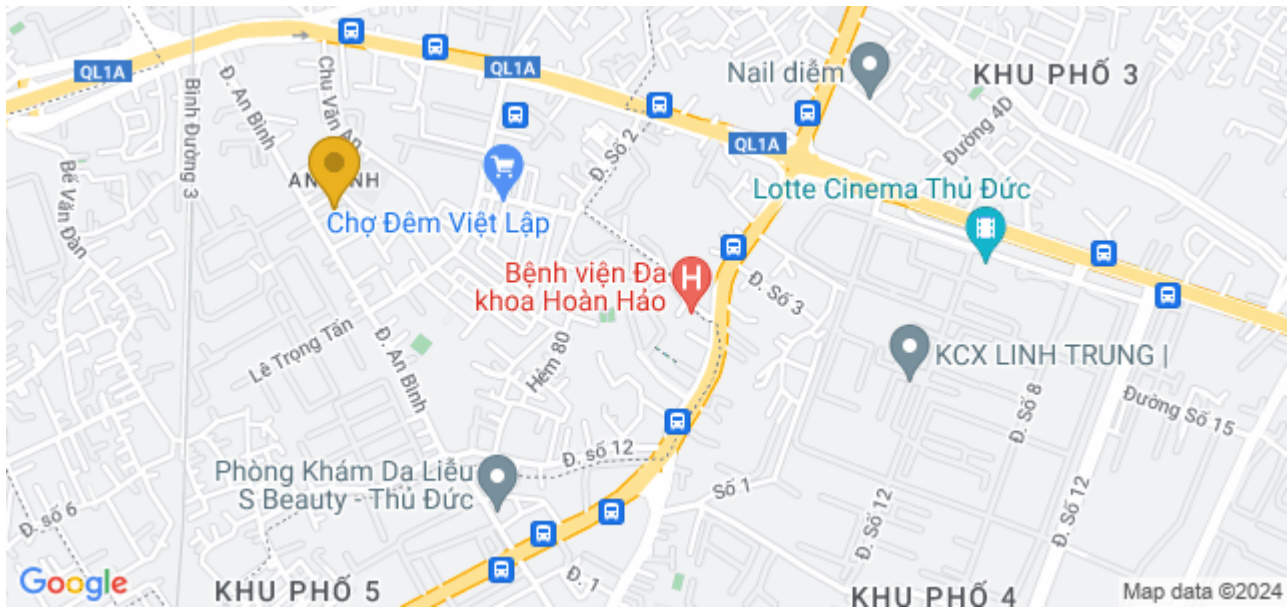 QL1A
QL1A
QL1A
Nail diễm
KHU PHỐ 3
Đ. An Bình
Chu Văn An
Bình Đường 3
Đ. Số 2
Đường 4D
Bế Văn Đàn
Chợ Đêm Việt Lập
Lotte Cinema Thủ Đức
Bệnh viện Đa
khoa Hoàn Hảo
Đ. Số 3
Lê Trọng Tấn
Đ. An Bình
Hẻm 80
KCX LINH TRUNG |
Đ. Số 8
Đường Số 15
Đ. số 12
Phòng Khám Da Liễu
S Beauty - Thủ Đức
Số 1
Đ. số 6
Đ. Số 12
Đ. Số 12
Đ. 1
Google
KHU PHỐ 5
KHU PHỐ 4
Map data ©2024